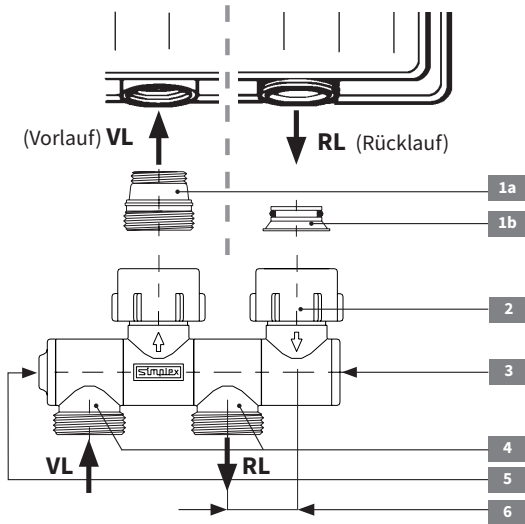 (Vorlauf) VL
RL (Rücklauf)
1a
1b
2
simplex
3
4
VL
RL
5
6